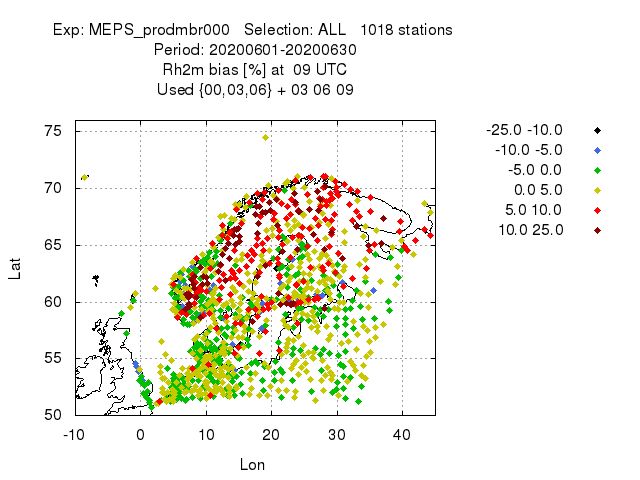 Exp: MEPS_prodmbr000 Selection: ALL 1018 stations
Period: 20200601-20200630
Rh2m bias [%] at 09 UTC
Used {00,03,06} + 03 06 09
-25.0 -10.0
-10.0 -5.0
-5.0 0.0
0.0 5.0
5.0 10.0
10.0 25.0
75
70
65
60
55
50
Lat
-10 0 10 20 30 40
Lon